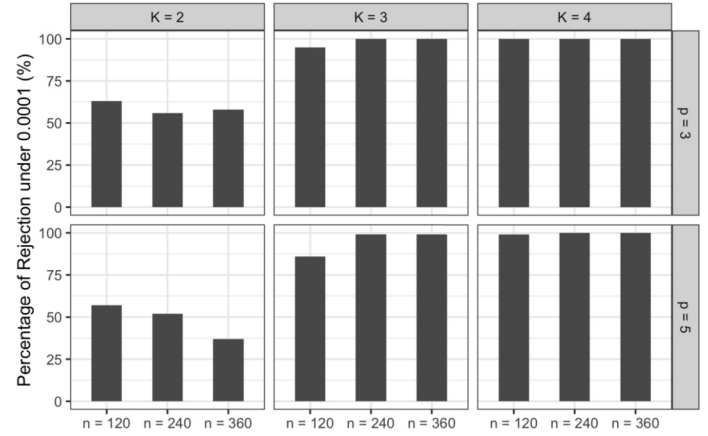 K = 2
K = 3
K = 4
Percentage of Rejection under 0.0001 (%)
100
75
50
25
0
p = 3
100
75
50
25
0
p = 5
n = 120
n = 240
n = 360
n = 120
n = 240
n = 360
n = 120
n = 240
n = 360